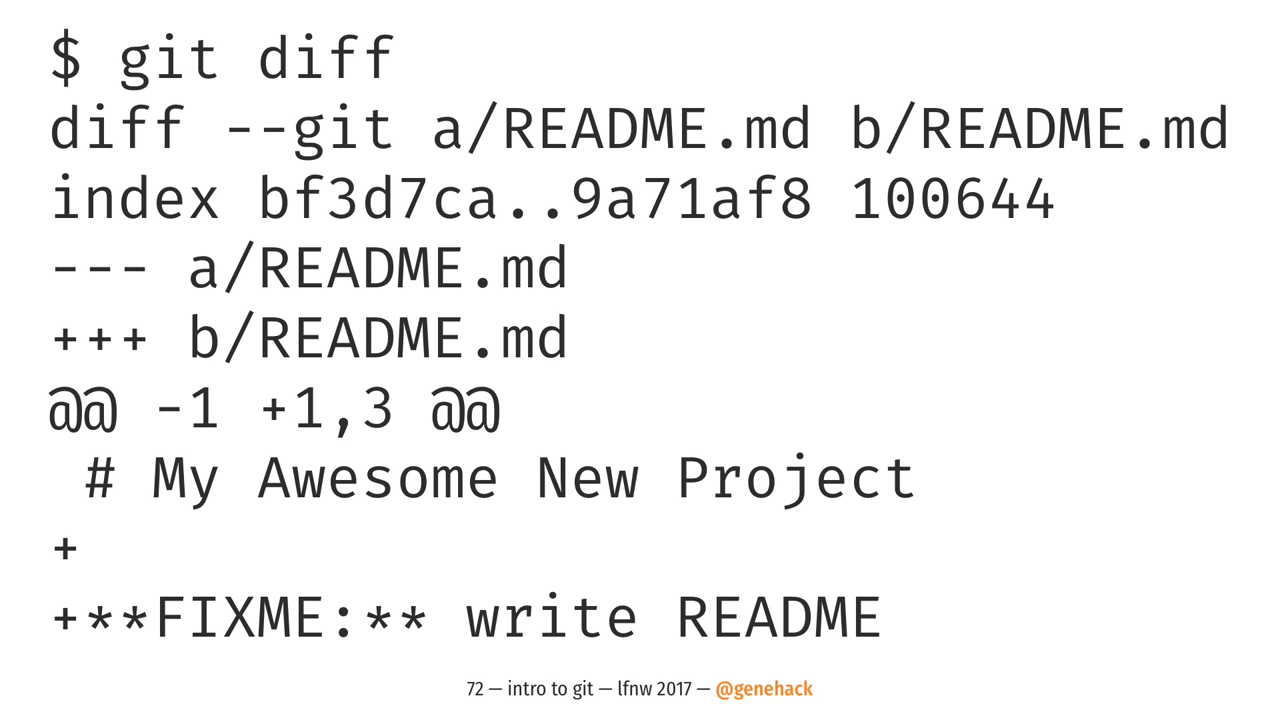 $ git diff
diff --git a/README.md b/README.md
index bf3d7ca..9a71af8 100644
--- a/README.md
+++ b/README.md
@@ -1 +1,3 @@
 # My Awesome New Project
+
+**FIXME:** write README
72 — intro to git — lfnw 2017 — @genehack